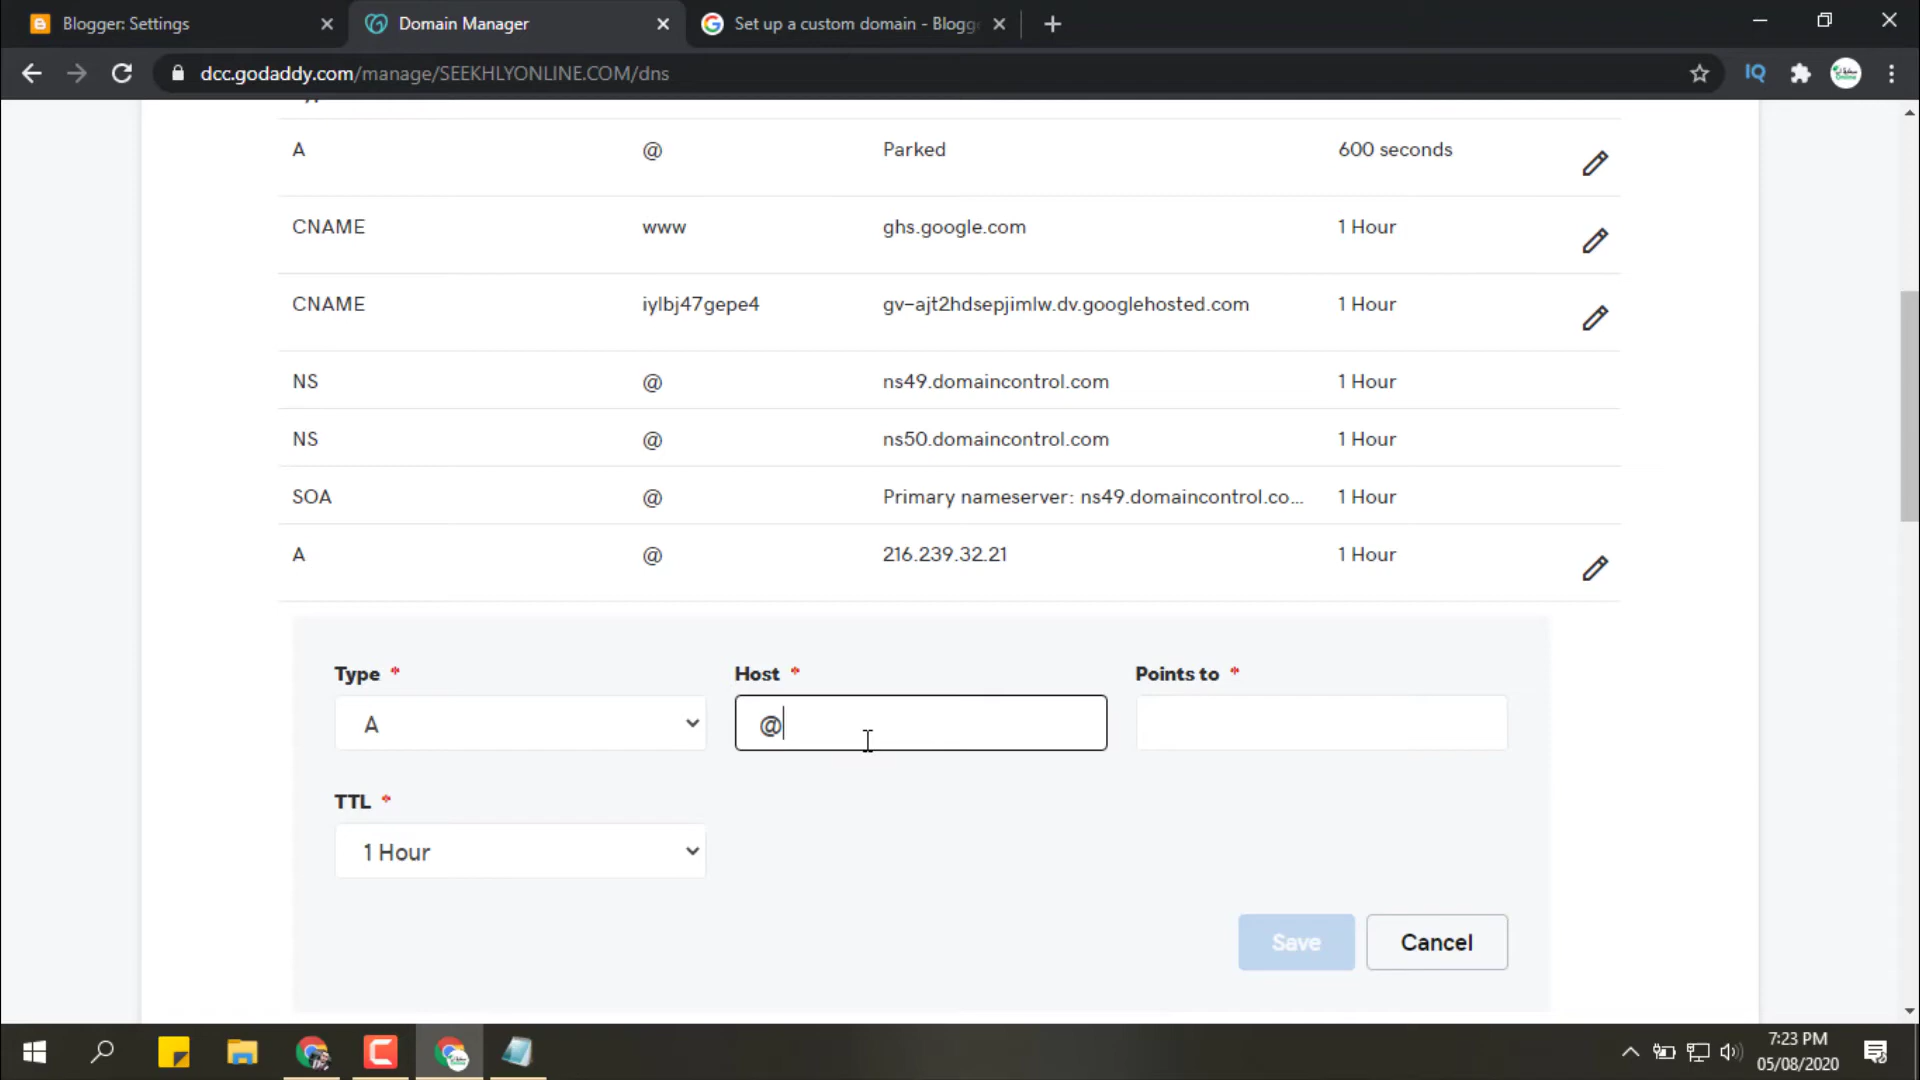 Blogger: Settings
Domain Manager
Set up a custom domain - Blogg
dcc.godaddy.com/manage/SEEKHLYONLINE.COM/dns
IQ
A @ Parked 600 seconds
CNAME www ghs.google.com 1 Hour
CNAME iylbj47gepe4 gv-ajt2hdsepjimlw.dv.googlehosted.com 1 Hour
NS @ ns49.domaincontrol.com 1 Hour
NS @ ns50.domaincontrol.com 1 Hour
SOA @ Primary nameserver: ns49.domaincontrol.co... 1 Hour
A @ 216.239.32.21 1 Hour
Type * Host * Points to *
A @
TTL *
1 Hour
Save Cancel
7:23 PM
05/08/2020